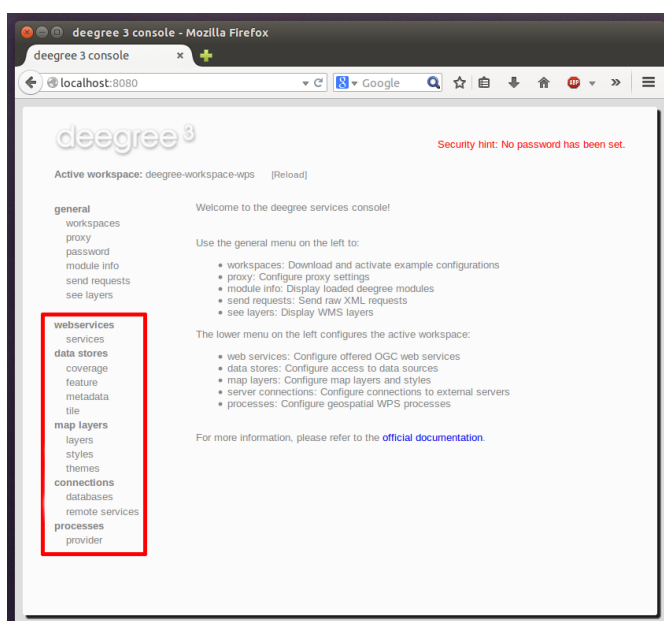 deegree 3 console - Mozilla Firefox
deegree 3 console
localhost:8080
Google
ABP
deegree 3
Security hint: No password has been set.
Active workspace: deegree-workspace-wps [Reload]
general
workspaces
proxy
password
module info
send requests
see layers
webservices
services
data stores
coverage
feature
metadata
tile
map layers
layers
styles
themes
connections
databases
remote services
processes
provider
Welcome to the deegree services console!
Use the general menu on the left to:
• workspaces: Download and activate example configurations
• proxy: Configure proxy settings
• module info: Display loaded deegree modules
• send requests: Send raw XML requests
• see layers: Display WMS layers
The lower menu on the left configures the active workspace:
• web services: Configure offered OGC web services
• data stores: Configure access to data sources
• map layers: Configure map layers and styles
• server connections: Configure connections to external servers
• processes: Configure geospatial WPS processes
For more information, please refer to the official documentation.